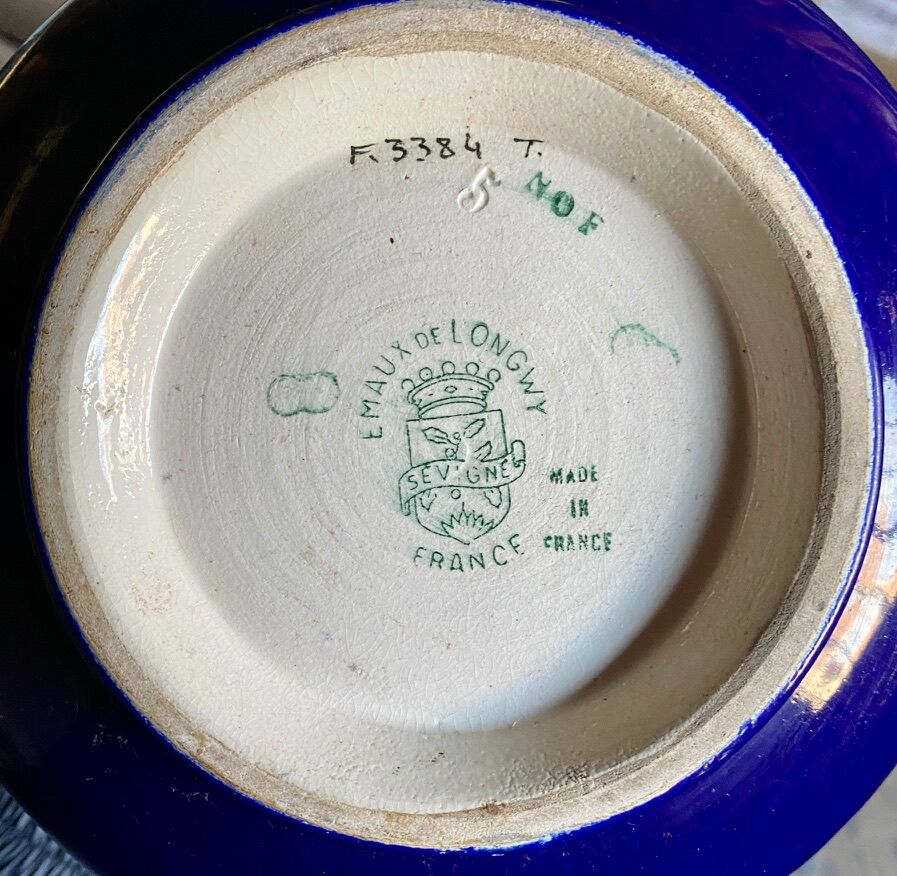 F. 3384 T.
5 NOF
EMAUX DE LONGWY
SEVIGNE
FRANCE
MADE
IN
FRANCE